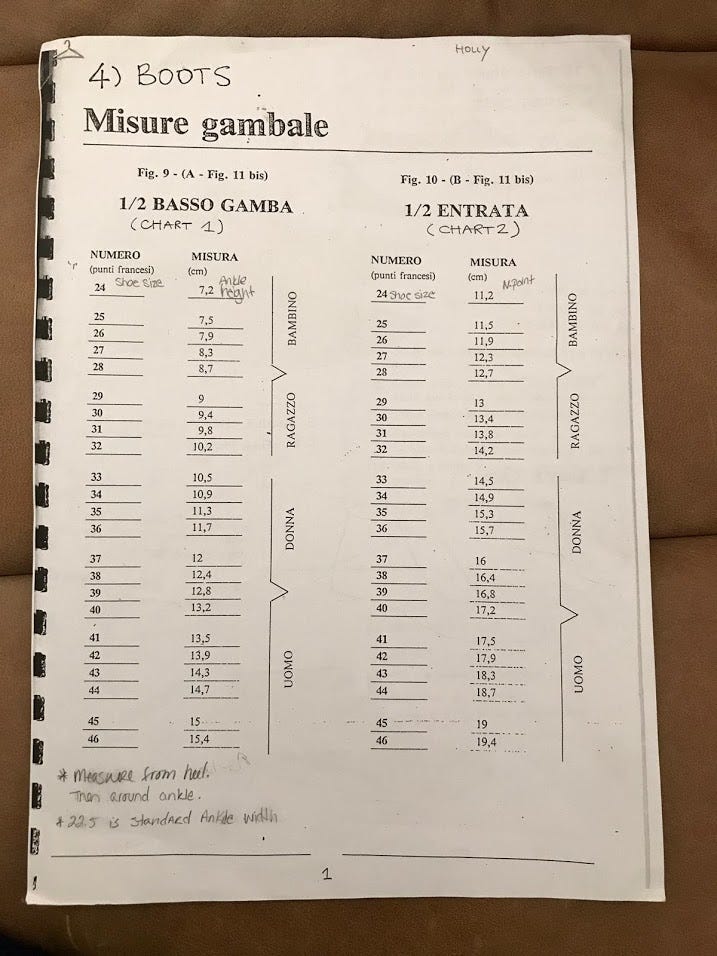 HOLLY
4) BOOTS
Misure gambale
Fig. 9 - (A - Fig. 11 bis)
1/2 BASSO GAMBA
(CHART 1)
NUMERO MISURA
(punti francesi) (cm)
24 Shoe size 7,2 Ankle height
25 7,5
26 7,9
27 8,3
28 8,7
BAMBINO
29 9
30 9,4
31 9,8
32 10,2
RAGAZZO
33 10,5
34 10,9
35 11,3
36 11,7
DONNA
37 12
38 12,4
39 12,8
40 13,2
41 13,5
42 13,9
43 14,3
44 14,7
UOMO
45 15
46 15,4
* Measure from heel.
Then around ankle.
* 22.5 is standard Ankle width
Fig. 10 - (B - Fig. 11 bis)
1/2 ENTRATA
(CHART 2)
NUMERO MISURA
(punti francesi) (cm)
24 Shoe size 11,2
25 11,5
26 11,9
27 12,3
28 12,7
BAMBINO
29 13
30 13,4
31 13,8
32 14,2
RAGAZZO
33 14,5
34 14,9
35 15,3
36 15,7
DONNA
37 16
38 16,4
39 16,8
40 17,2
41 17,5
42 17,9
43 18,3
44 18,7
UOMO
45 19
46 19,4
1